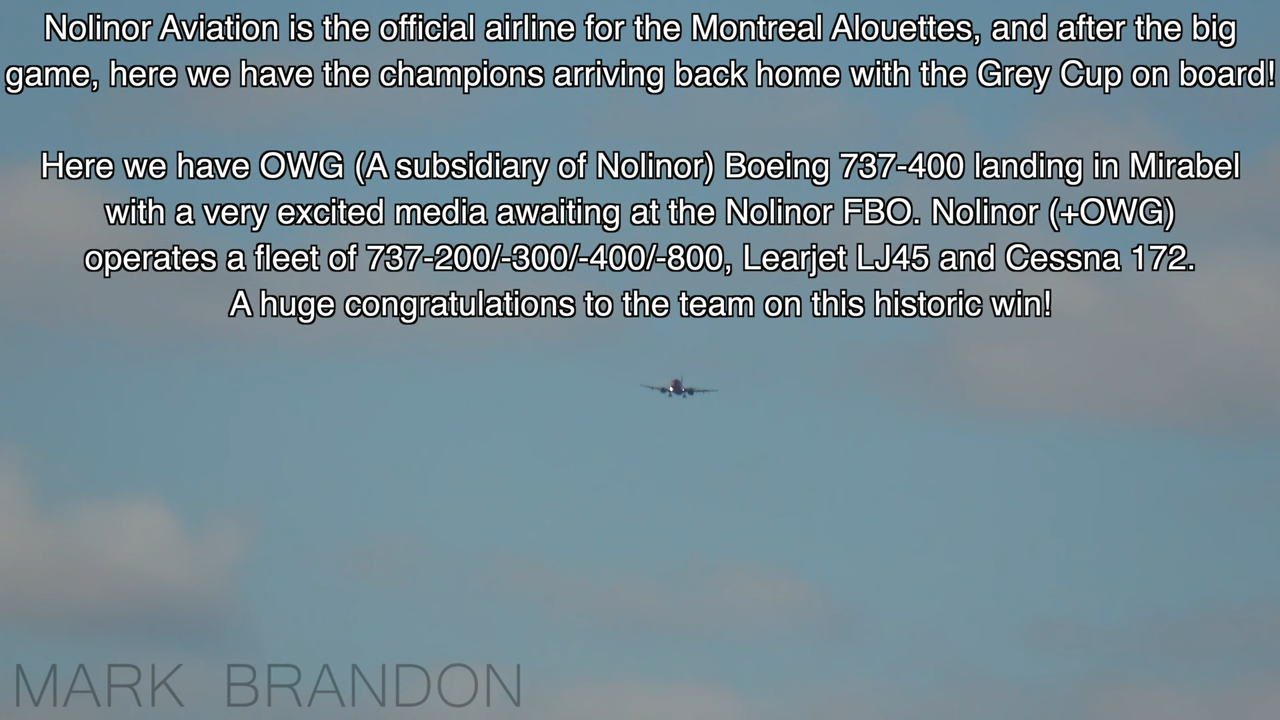 Nolinor Aviation is the official airline for the Montreal Alouettes, and after the big
game, here we have the champions arriving back home with the Grey Cup on board!
Here we have OWG (A subsidiary of Nolinor) Boeing 737-400 landing in Mirabel
with a very excited media awaiting at the Nolinor FBO. Nolinor (+OWG)
operates a fleet of 737-200/-300/-400/-800, Learjet LJ45 and Cessna 172.
A huge congratulations to the team on this historic win!
MARK BRANDON